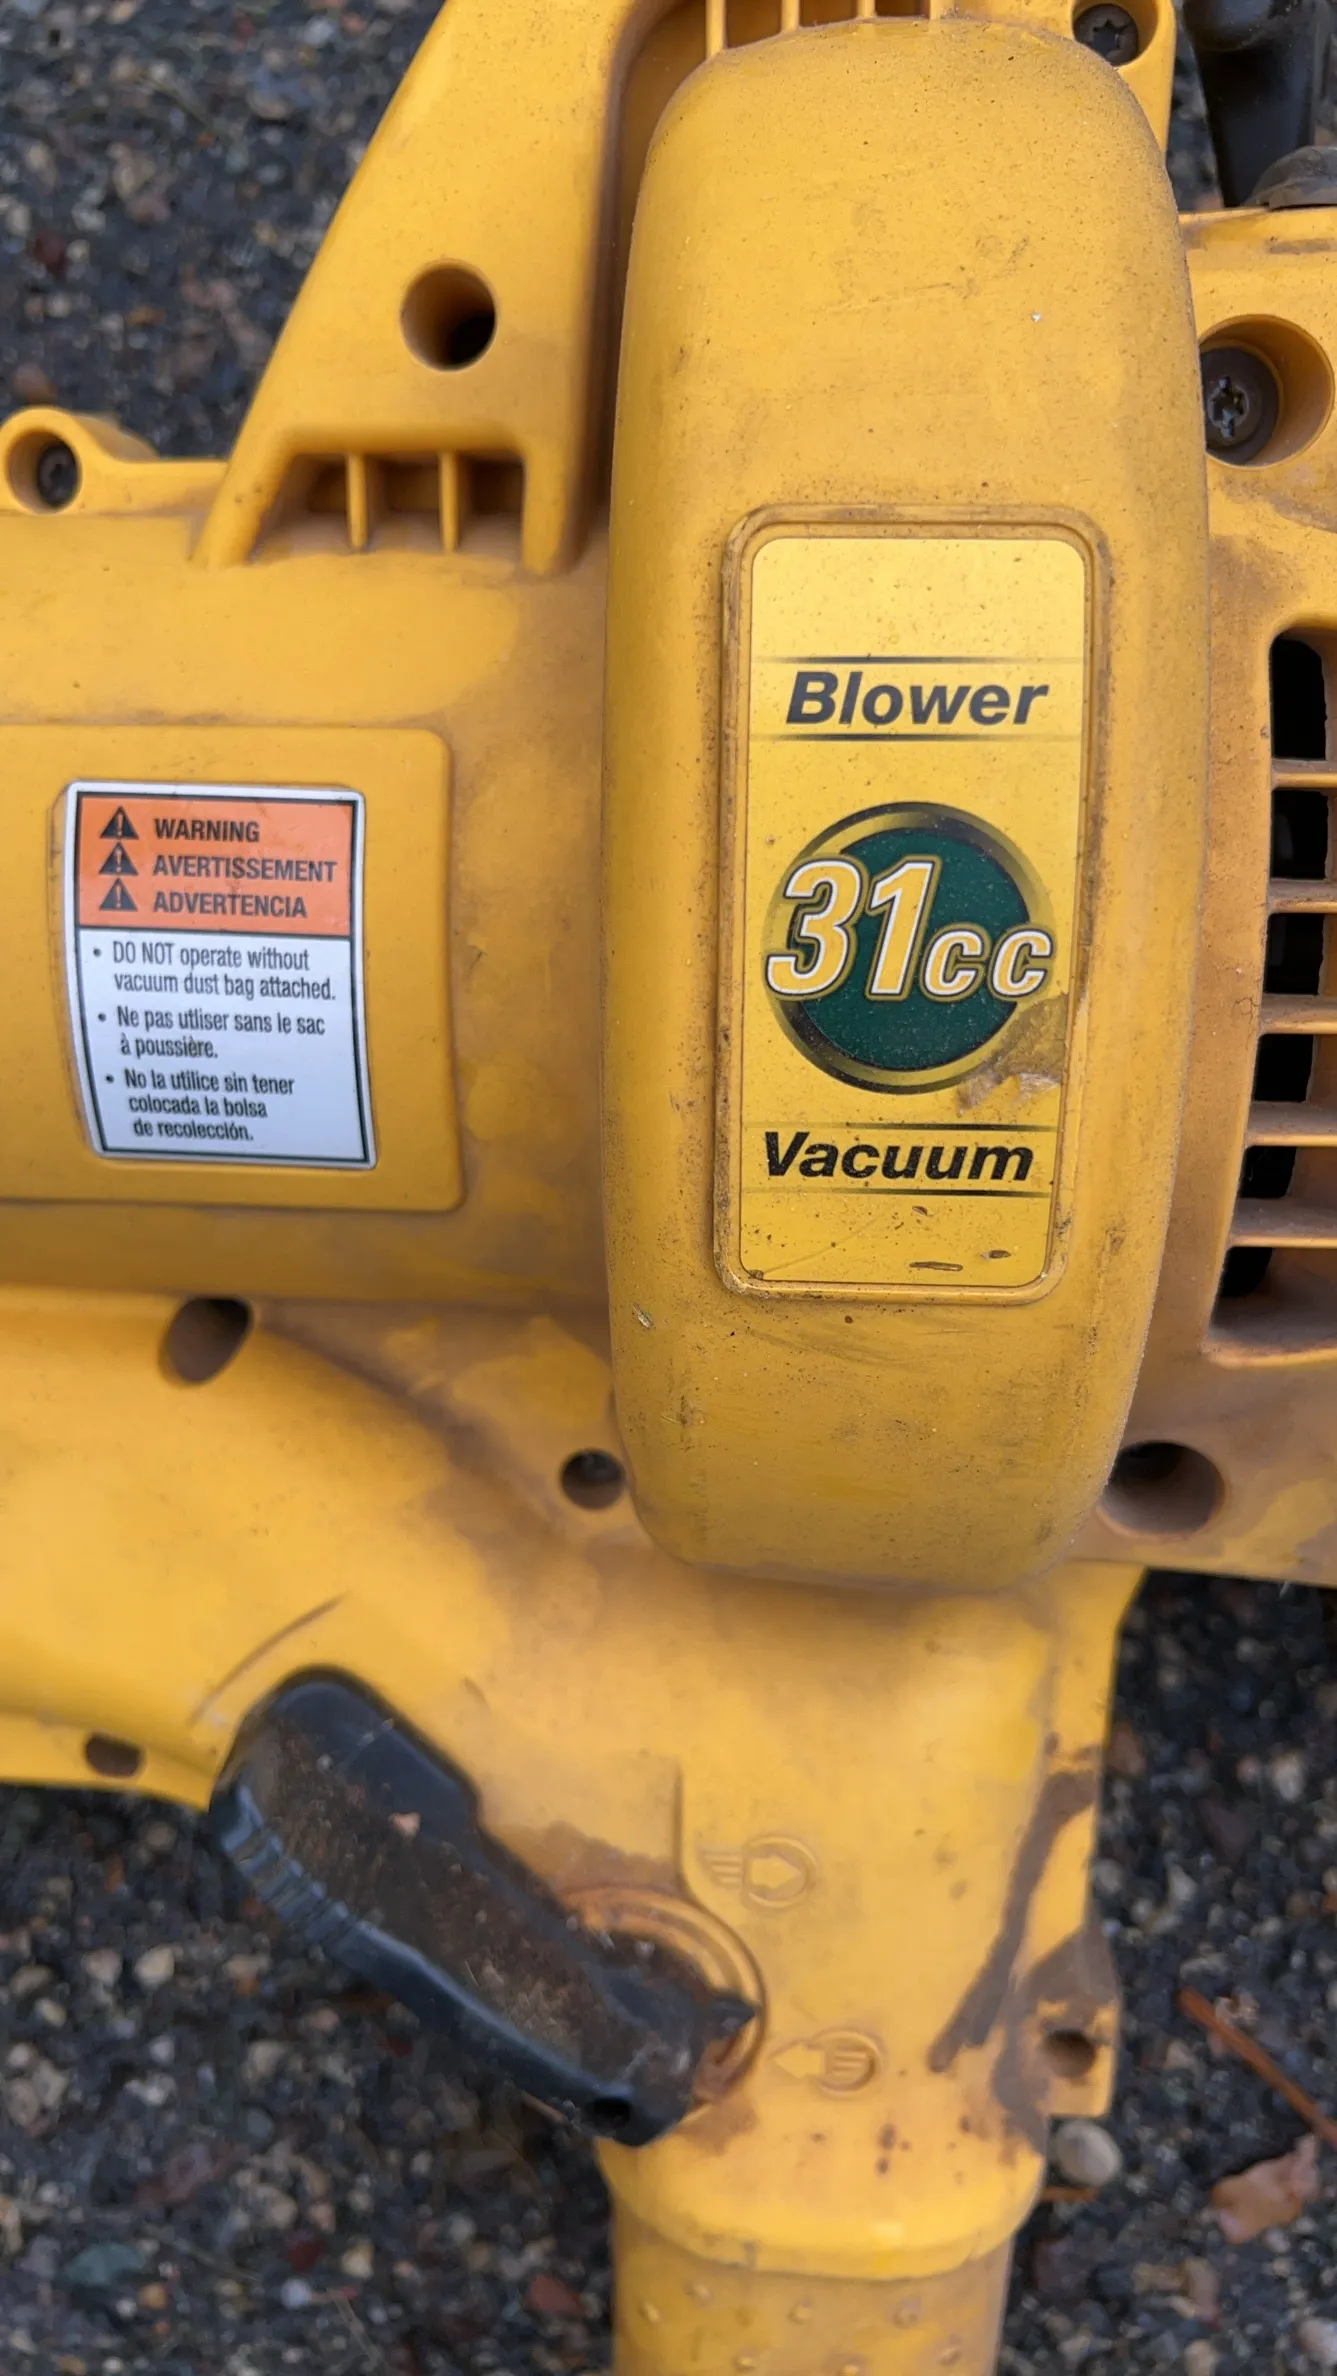 WARNING
AVERTISSEMENT
ADVERTENCIA
• DO NOT operate without
vacuum dust bag attached.
• Ne pas utliser sans le sac
à poussière.
• No la utilice sin tener
colocada la bolsa
de recolección.
Blower
31cc
Vacuum